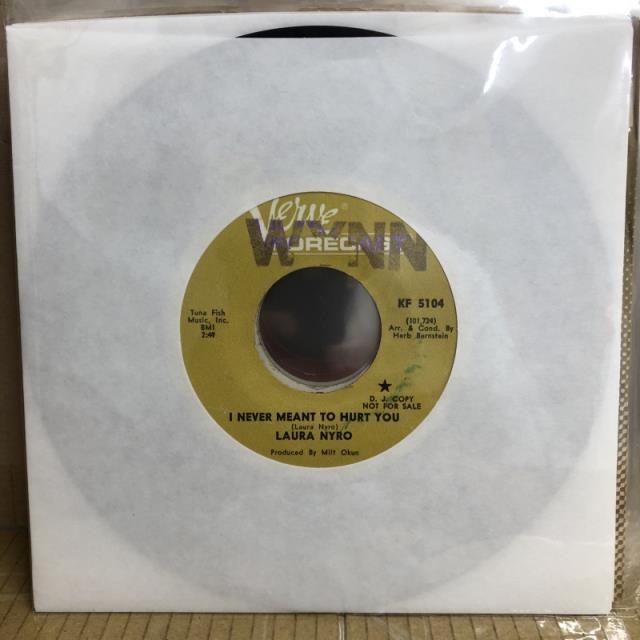 Verve
FORECAST
WYNN
KF 5104
Tuna Fish
Music, Inc.
BMI
2:49
(101,724)
Arr. & Cond. By
Herb Bernstein
D. J. COPY
NOT FOR SALE
I NEVER MEANT TO HURT YOU
(Laura Nyro)
LAURA NYRO
Produced By Milt Okun